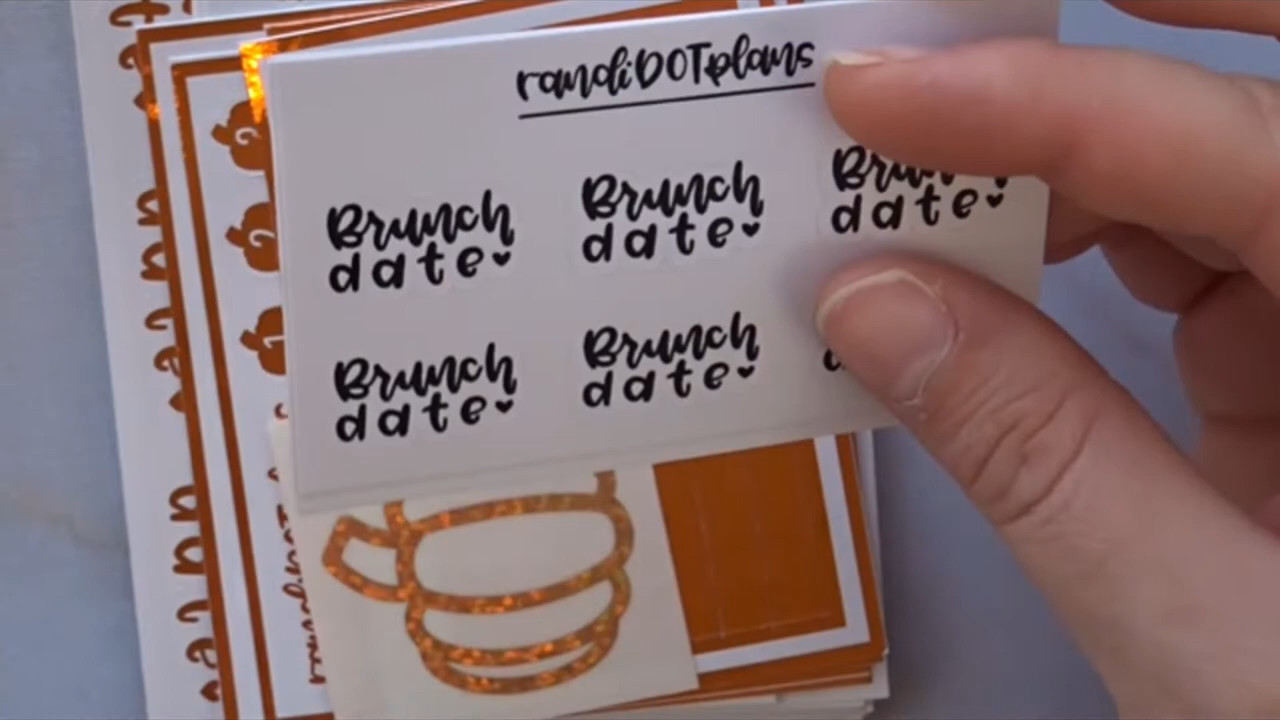 randiDOTplans
Brunch Brunch
date♥ date♥ date♥
Brunch Brunch
date♥ date♥